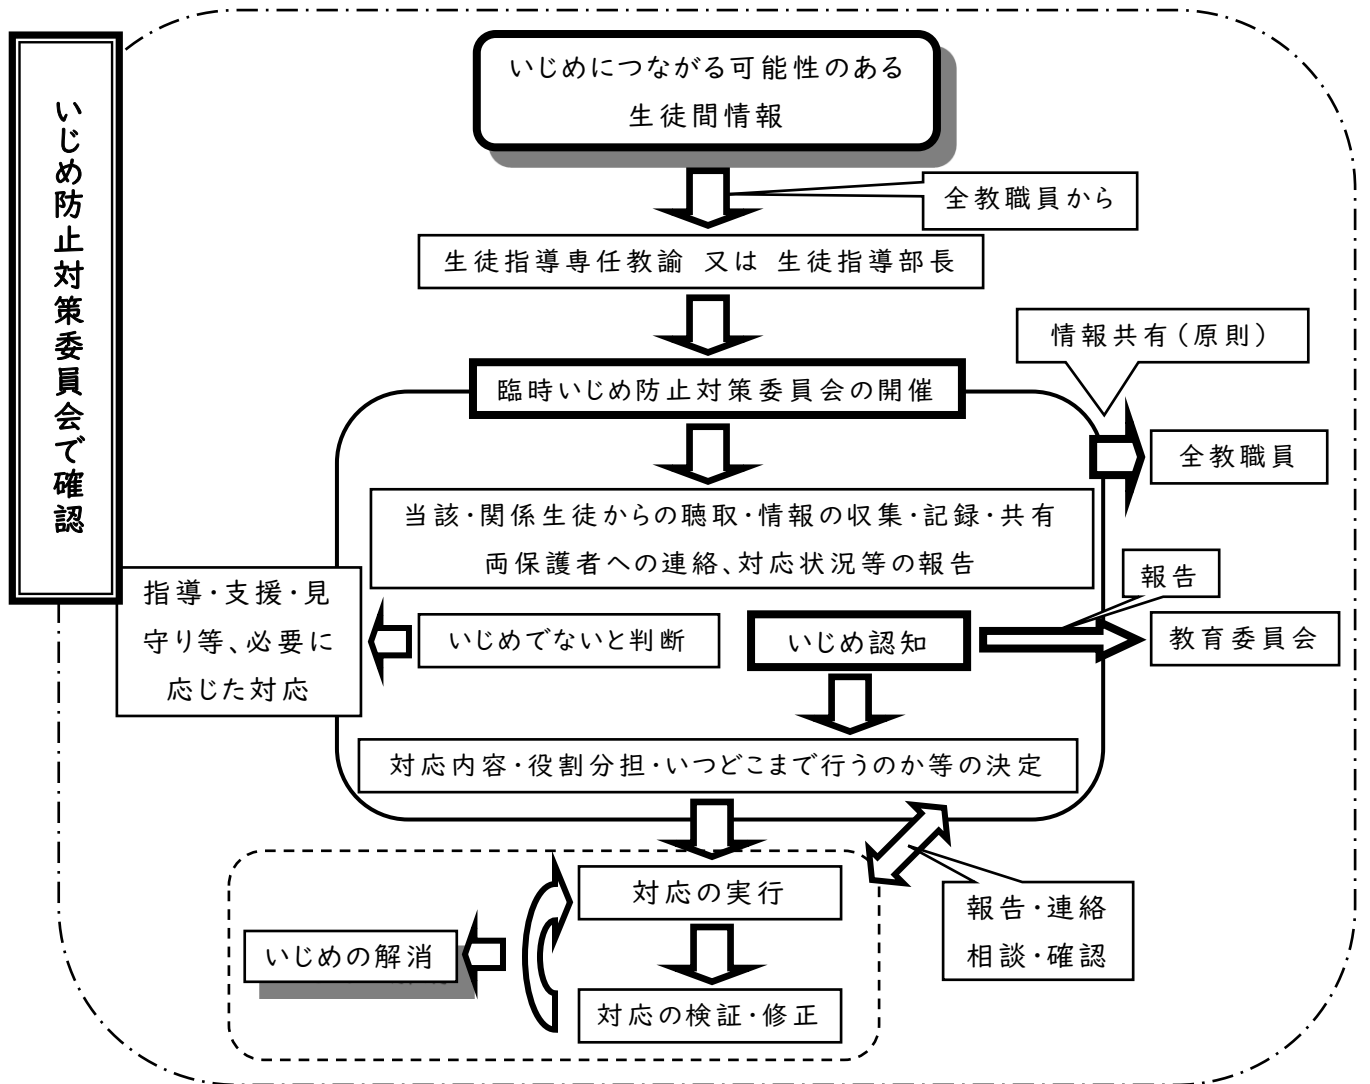 いじめ防止対策委員会で確認
いじめにつながる可能性のある
生徒間情報
全教職員から
生徒指導専任教諭 又は 生徒指導部長
情報共有(原則)
臨時いじめ防止対策委員会の開催
全教職員
当該・関係生徒からの聴取・情報の収集・記録・共有
両保護者への連絡、対応状況等の報告
報告
指導・支援・見
守り等、必要に
応じた対応
いじめでないと判断
いじめ認知
教育委員会
対応内容・役割分担・いつどこまで行うのか等の決定
対応の実行
報告・連絡
相談・確認
いじめの解消
対応の検証・修正